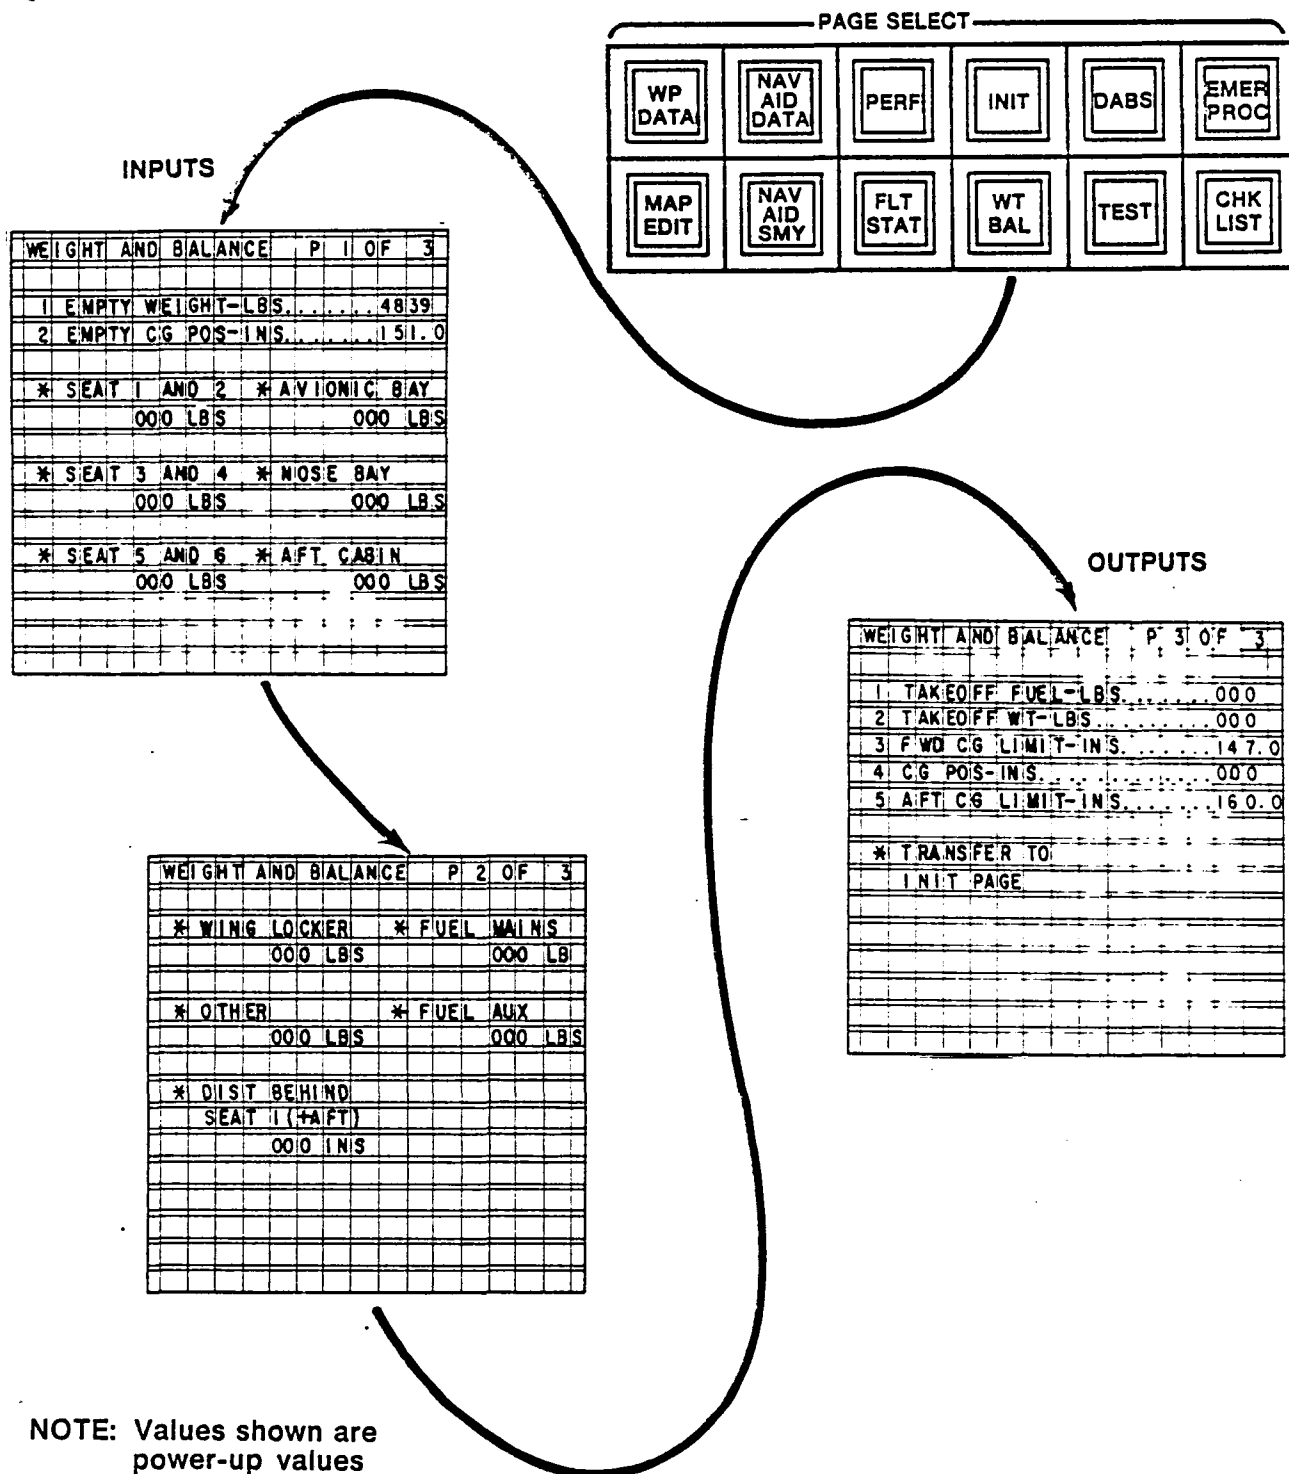 PAGE SELECT
WP DATA
NAV AID DATA
PERF
INIT
DABS
EMER PROC
MAP EDIT
NAV AID SMY
FLT STAT
WT BAL
TEST
CHK LIST
INPUTS
WEIGHT AND BALANCE P 1 OF 3
1 EMPTY WEIGHT-LBS.......4839
2 EMPTY CG POS-INS.......151.0
* SEAT 1 AND 2 * AVIONIC BAY
000 LBS 000 LBS
* SEAT 3 AND 4 * NOSE BAY
000 LBS 000 LBS
* SEAT 5 AND 6 * AFT CABIN
000 LBS 000 LBS
WEIGHT AND BALANCE P 2 OF 3
* WING LOCKER * FUEL MAINS
000 LBS 000 LB
* OTHER * FUEL AUX
000 LBS 000 LBS
* DIST BEHIND
SEAT 1(+AFT)
000 INS
OUTPUTS
WEIGHT AND BALANCE P 3 OF 3
1 TAKEOFF FUEL-LBS.......000
2 TAKEOFF WT-LBS.........000
3 FWD CG LIMIT-INS.......147.0
4 CG POS-INS.............000
5 AFT CG LIMIT-INS.......160.0
* TRANSFER TO
INIT PAGE
NOTE: Values shown are
power-up values